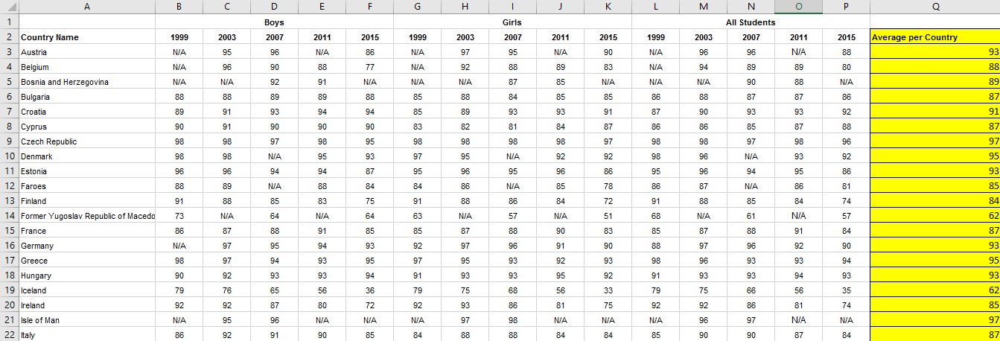 A B C D E F G H I J K L M N O P Q
1 Boys Girls All Students
2 Country Name 1999 2003 2007 2011 2015 1999 2003 2007 2011 2015 1999 2003 2007 2011 2015 Average per Country
3 Austria N/A 95 96 N/A 86 N/A 97 95 N/A 90 N/A 96 96 N/A 88 93
4 Belgium N/A 96 90 88 77 N/A 92 88 89 83 N/A 94 89 89 80 88
5 Bosnia and Herzegovina N/A N/A 92 91 N/A N/A N/A 87 85 N/A N/A N/A 90 88 N/A 89
6 Bulgaria 88 88 89 89 88 85 88 84 85 85 86 88 87 87 86 87
7 Croatia 89 91 93 94 94 85 89 93 93 91 87 90 93 93 92 91
8 Cyprus 90 91 90 90 90 83 82 81 84 87 86 86 85 87 88 87
9 Czech Republic 98 98 97 98 95 98 98 98 98 97 98 98 97 98 96 97
10 Denmark 98 98 N/A 95 93 97 95 N/A 92 92 98 96 N/A 93 92 95
11 Estonia 96 96 94 94 87 95 96 95 96 86 95 96 94 95 86 93
12 Faroes 88 89 N/A 88 84 84 86 N/A 85 78 86 87 N/A 86 81 85
13 Finland 91 88 85 83 75 91 88 86 84 72 91 88 85 84 74 84
14 Former Yugoslav Republic of Macedo 73 N/A 64 N/A 64 63 N/A 57 N/A 51 68 N/A 61 N/A 57 62
15 France 86 87 88 91 85 85 87 88 90 83 85 87 88 91 84 87
16 Germany N/A 97 95 94 93 92 97 96 91 90 88 97 96 92 90 93
17 Greece 98 97 94 93 95 97 95 93 92 93 98 96 93 93 94 95
18 Hungary 90 92 93 93 94 91 93 93 95 92 91 93 93 94 93 93
19 Iceland 79 76 65 56 36 79 75 68 56 33 79 75 66 56 35 62
20 Ireland 92 92 87 80 72 92 93 86 81 75 92 92 86 81 74 85
21 Isle of Man N/A 95 96 N/A N/A N/A 97 98 N/A N/A N/A 96 97 N/A N/A 97
22 Italy 86 92 91 90 85 84 88 88 84 84 85 90 90 87 84 87